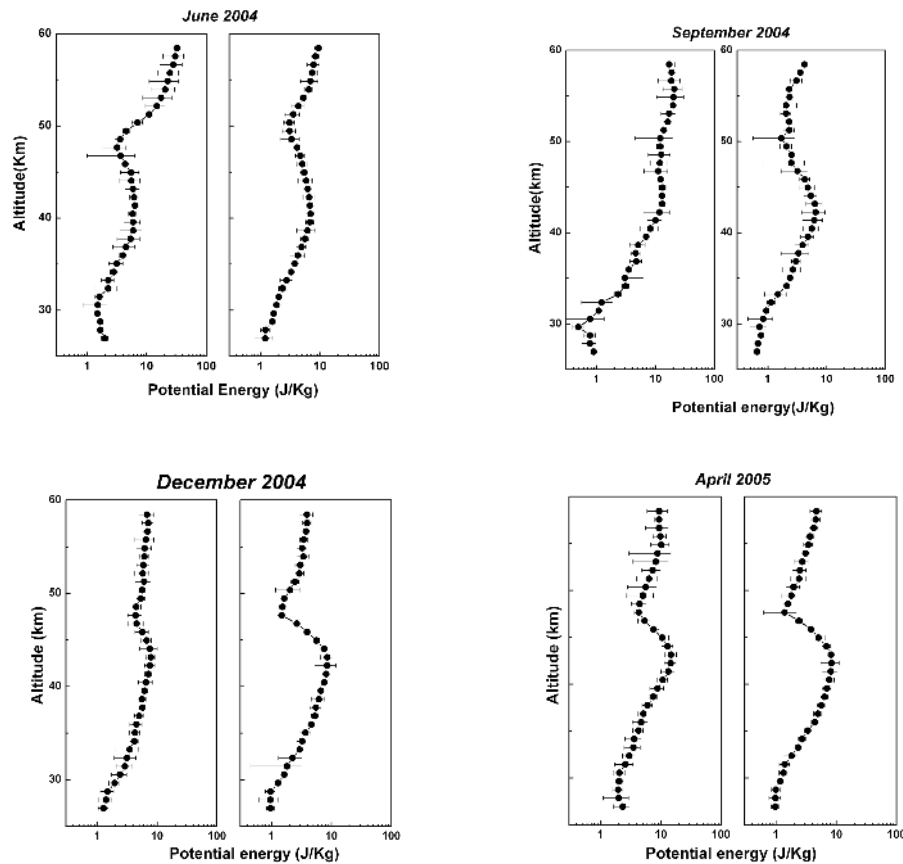 June 2004
60
50
40
30
Altitude(Km)
1 10 100 1 10 100
Potential Energy (J/Kg) Potential Energy (J/Kg)
September 2004
60
50
40
30
Altitude(km)
1 10 100 1 10 100
Potential energy(J/Kg)
December 2004
60
50
40
30
Altitude (km)
1 10 100 1 10 100
Potential energy (J/Kg)
April 2005
60
50
40
30
Altitude (km)
1 10 100 1 10 100
Potential energy (J/Kg)